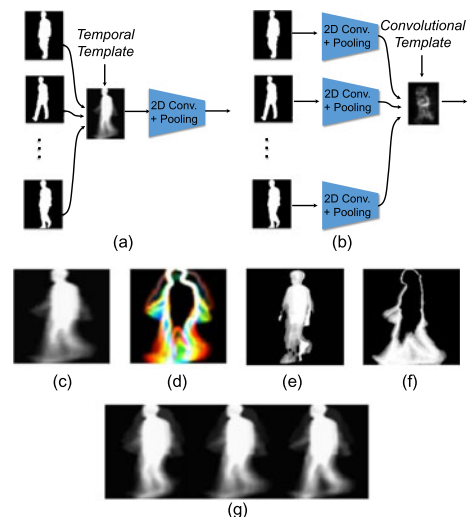 Temporal
Template
2D Conv.
+ Pooling
(a)
Convolutional
Template
2D Conv.
+ Pooling
2D Conv.
+ Pooling
2D Conv.
+ Pooling
(b)
(c)
(d)
(e)
(f)
(g)